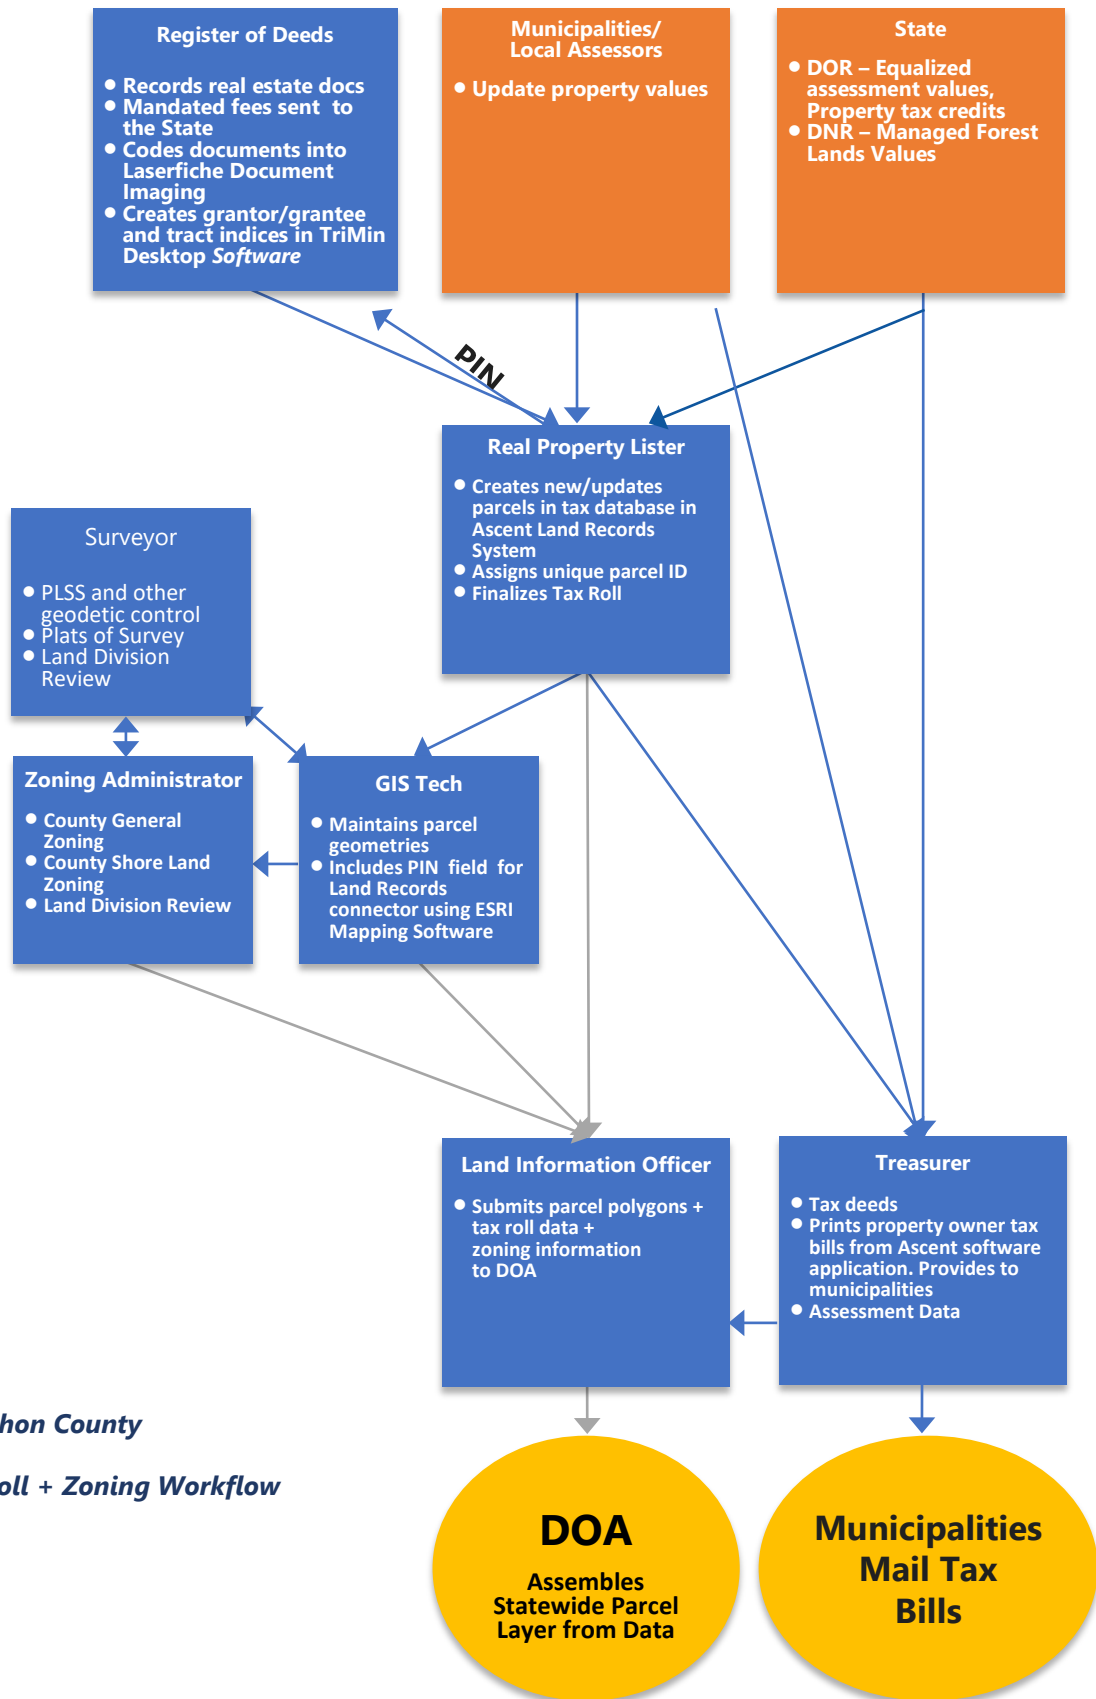 Register of Deeds
● Records real estate docs
● Mandated fees sent to
the State
● Codes documents into
Laserfiche Document
Imaging
● Creates grantor/grantee
and tract indices in TriMin
Desktop Software
Municipalities/
Local Assessors
● Update property values
State
● DOR – Equalized
assessment values,
Property tax credits
● DNR – Managed Forest
Lands Values
PIN
Real Property Lister
● Creates new/updates
parcels in tax database in
Ascent Land Records
System
● Assigns unique parcel ID
● Finalizes Tax Roll
Surveyor
● PLSS and other
geodetic control
● Plats of Survey
● Land Division
Review
Zoning Administrator
● County General
Zoning
● County Shore Land
Zoning
● Land Division Review
GIS Tech
● Maintains parcel
geometries
● Includes PIN field for
Land Records
connector using ESRI
Mapping Software
Land Information Officer
● Submits parcel polygons +
tax roll data +
zoning information
to DOA
Treasurer
● Tax deeds
● Prints property owner tax
bills from Ascent software
application. Provides to
municipalities
● Assessment Data
hon County
oll + Zoning Workflow
DOA
Assembles
Statewide Parcel
Layer from Data
Municipalities
Mail Tax
Bills